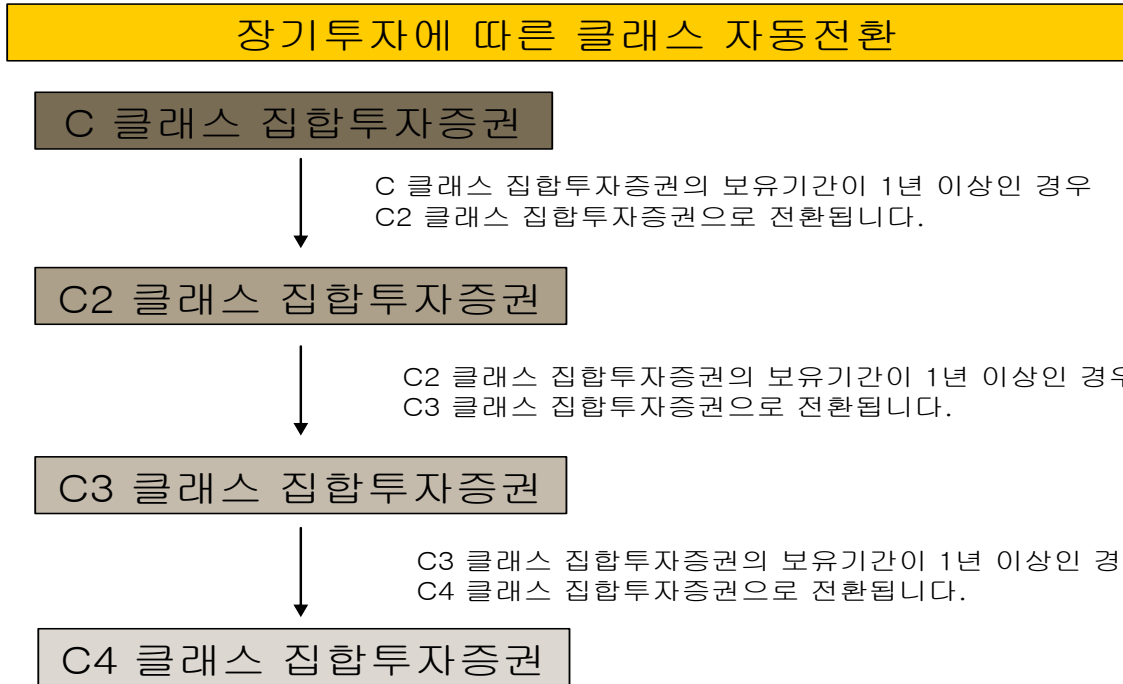 장기투자에 따른 클래스 자동전환
C 클래스 집합투자증권
C 클래스 집합투자증권의 보유기간이 1년 이상인 경우
C2 클래스 집합투자증권으로 전환됩니다.
C2 클래스 집합투자증권
C2 클래스 집합투자증권의 보유기간이 1년 이상인 경우
C3 클래스 집합투자증권으로 전환됩니다.
C3 클래스 집합투자증권
C3 클래스 집합투자증권의 보유기간이 1년 이상인 경
C4 클래스 집합투자증권으로 전환됩니다.
C4 클래스 집합투자증권